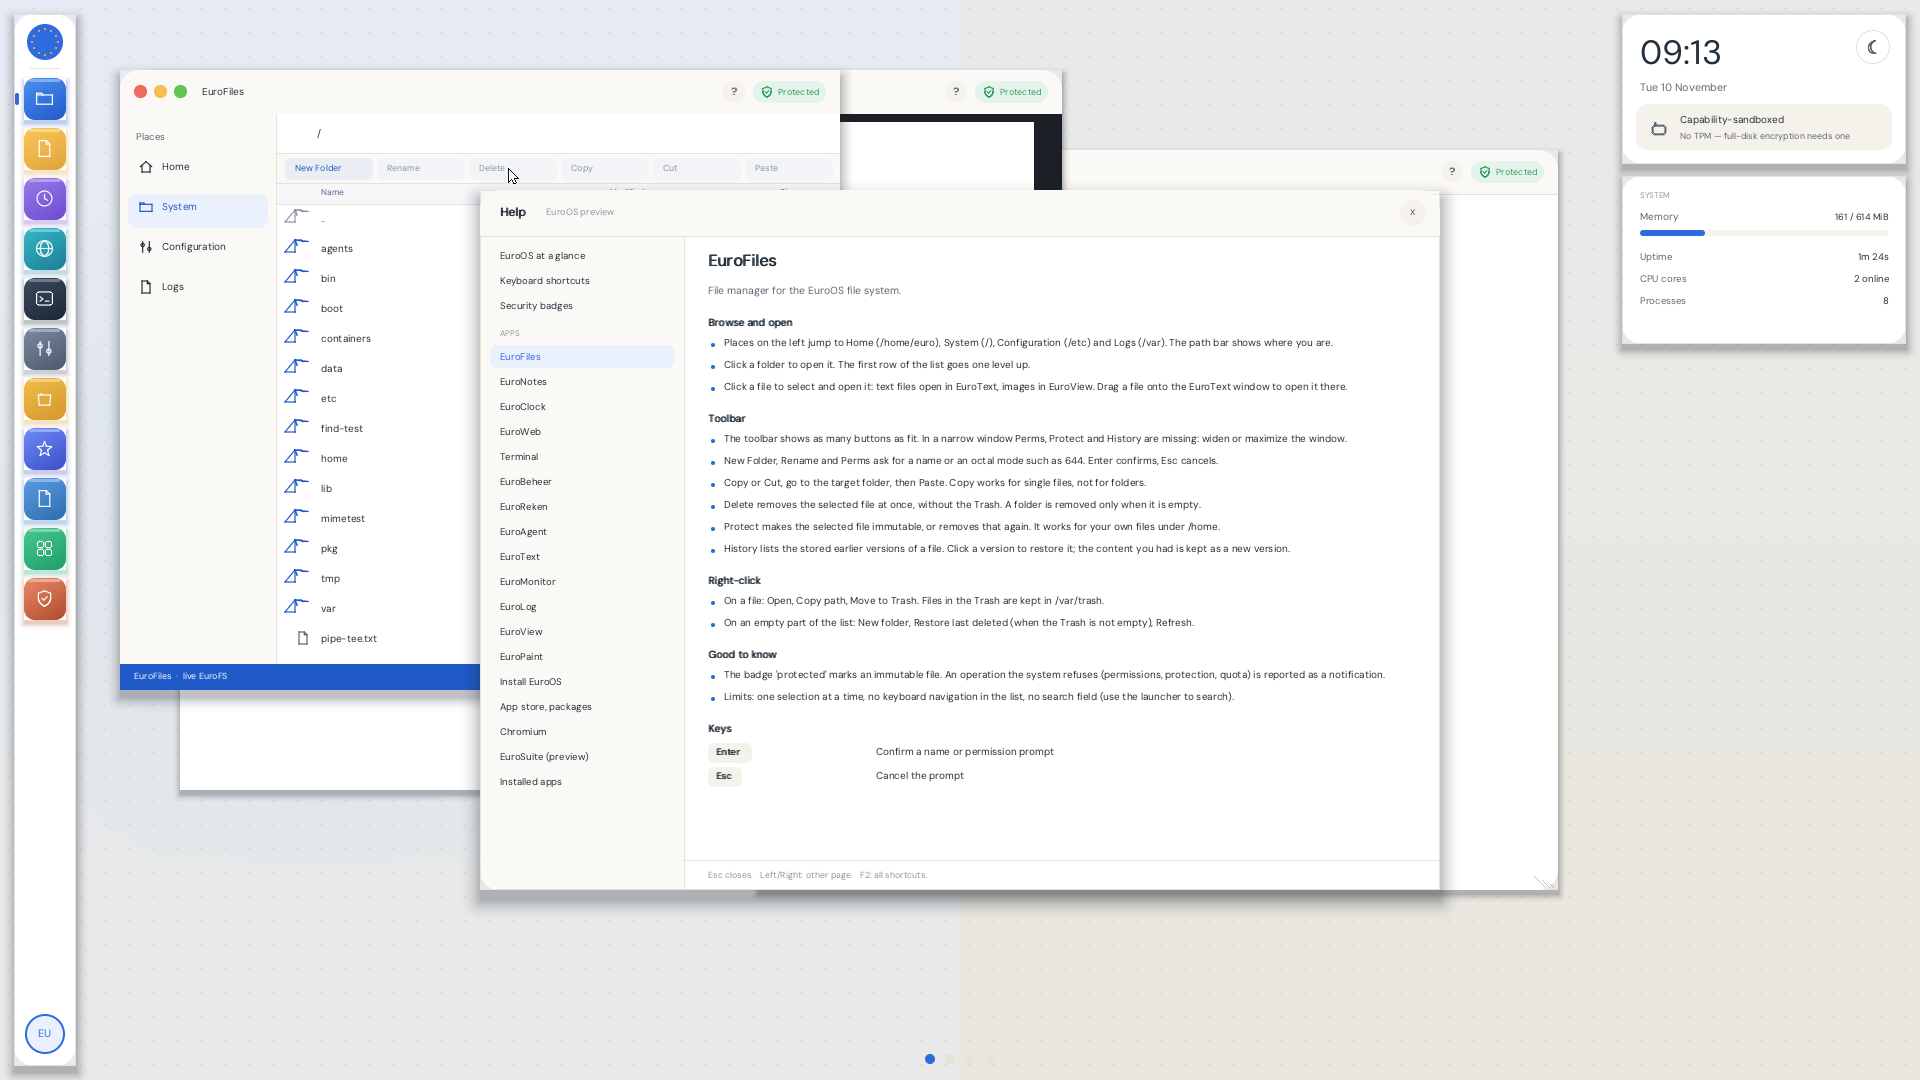 EuroFiles
?
Protected
?
Protected
09:13
Tue 10 November
Capability-sandboxed
No TPM — full-disk encryption needs one
Places
Home
System
Configuration
Logs
/
New Folder
Rename
Delete
Copy
Cut
Paste
Name
..
agents
bin
boot
containers
data
etc
find-test
home
lib
mimetest
pkg
tmp
var
pipe-tee.txt
EuroFiles · live EuroFS
?
Protected
SYSTEM
Memory 161 / 614 MiB
Uptime 1m 24s
CPU cores 2 online
Processes 8
Help EuroOS preview
x
EuroOS at a glance
Keyboard shortcuts
Security badges
APPS
EuroFiles
EuroNotes
EuroClock
EuroWeb
Terminal
EuroBeheer
EuroReken
EuroAgent
EuroText
EuroMonitor
EuroLog
EuroView
EuroPaint
Install EuroOS
App store, packages
Chromium
EuroSuite (preview)
Installed apps
EuroFiles
File manager for the EuroOS file system.
Browse and open
Places on the left jump to Home (/home/euro), System (/), Configuration (/etc) and Logs (/var). The path bar shows where you are.
Click a folder to open it. The first row of the list goes one level up.
Click a file to select and open it: text files open in EuroText, images in EuroView. Drag a file onto the EuroText window to open it there.
Toolbar
The toolbar shows as many buttons as fit. In a narrow window Perms, Protect and History are missing: widen or maximize the window.
New Folder, Rename and Perms ask for a name or an octal mode such as 644. Enter confirms, Esc cancels.
Copy or Cut, go to the target folder, then Paste. Copy works for single files, not for folders.
Delete removes the selected file at once, without the Trash. A folder is removed only when it is empty.
Protect makes the selected file immutable, or removes that again. It works for your own files under /home.
History lists the stored earlier versions of a file. Click a version to restore it; the content you had is kept as a new version.
Right-click
On a file: Open, Copy path, Move to Trash. Files in the Trash are kept in /var/trash.
On an empty part of the list: New folder, Restore last deleted (when the Trash is not empty), Refresh.
Good to know
The badge 'protected' marks an immutable file. An operation the system refuses (permissions, protection, quota) is reported as a notification.
Limits: one selection at a time, no keyboard navigation in the list, no search field (use the launcher to search).
Keys
Enter Confirm a name or permission prompt
Esc Cancel the prompt
Esc closes. Left/Right: other page. F2: all shortcuts.
EU